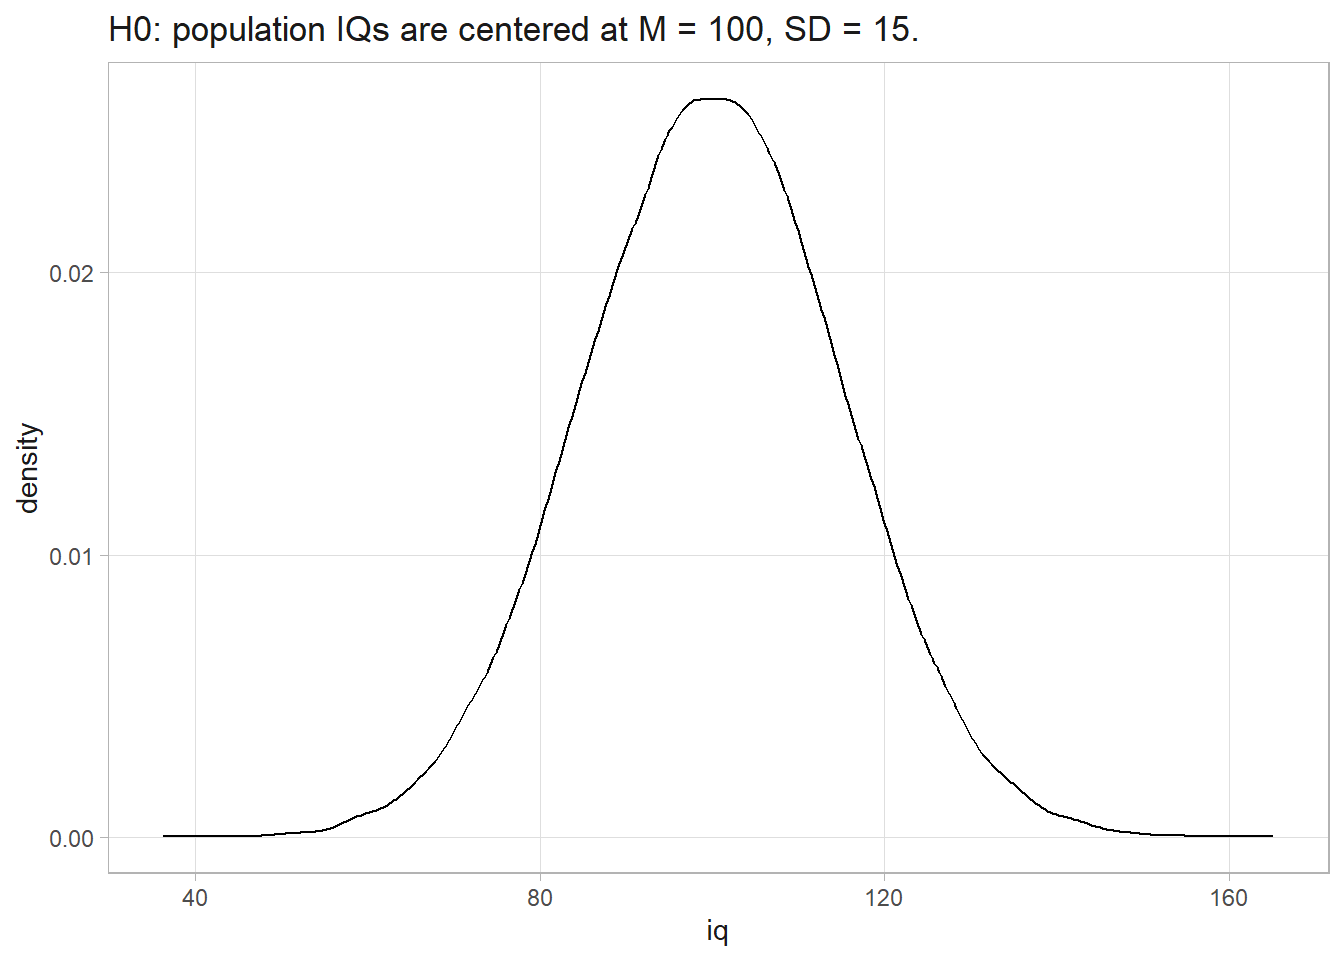 H0: population IQs are centered at M = 100, SD = 15.
density
0.02
0.01
0.00
40 80 120 160
iq